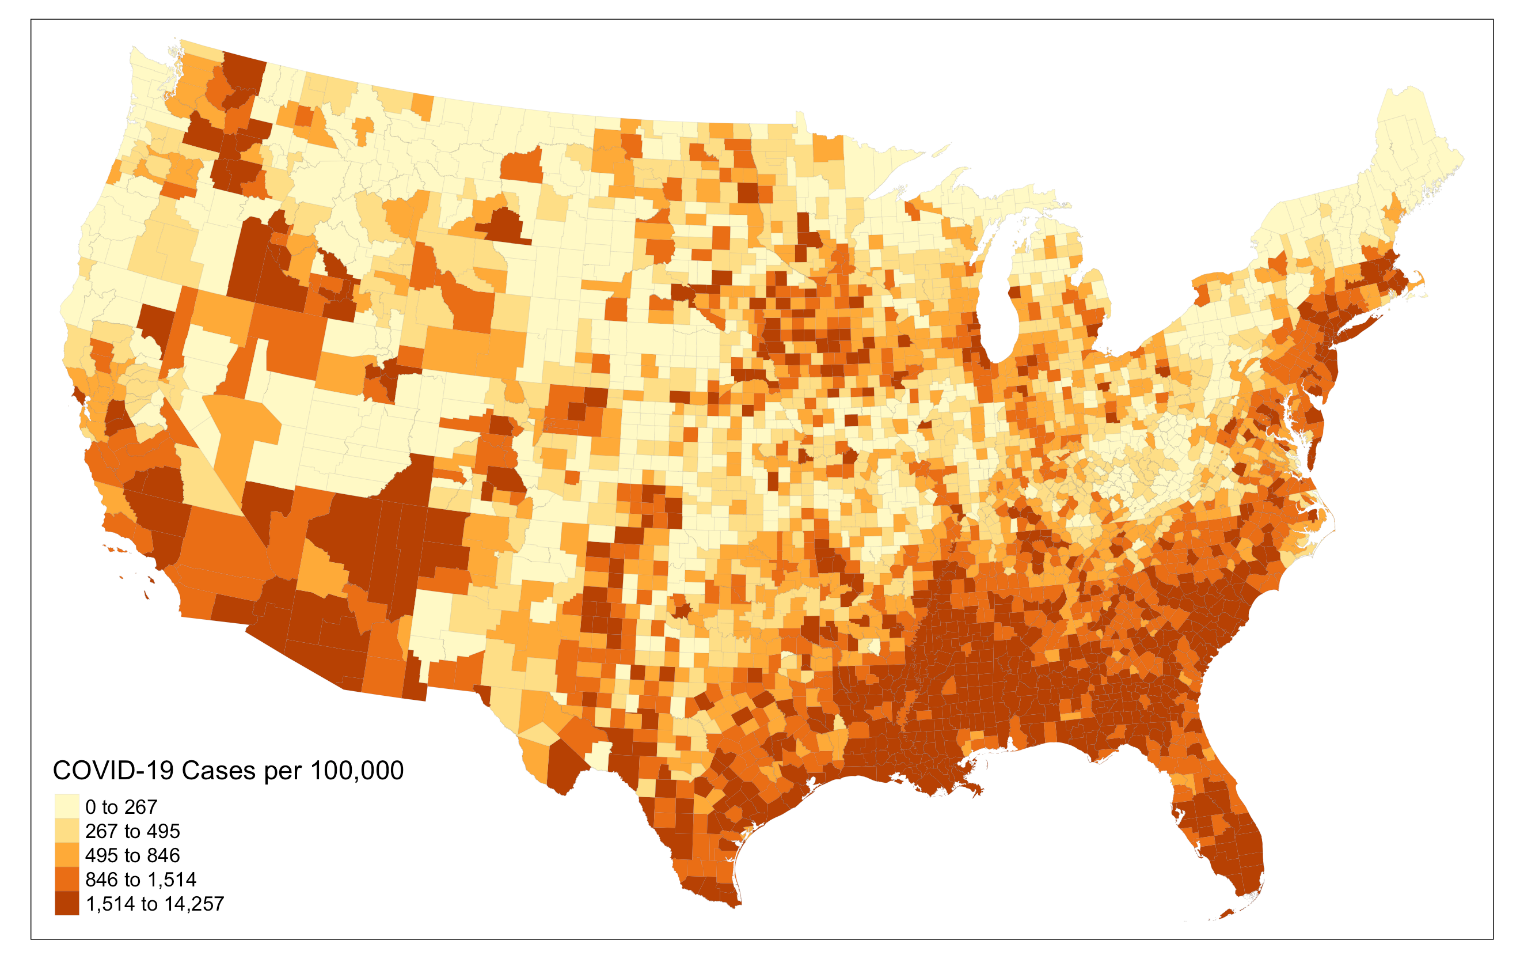 COVID-19 Cases per 100,000
0 to 267
267 to 495
495 to 846
846 to 1,514
1,514 to 14,257